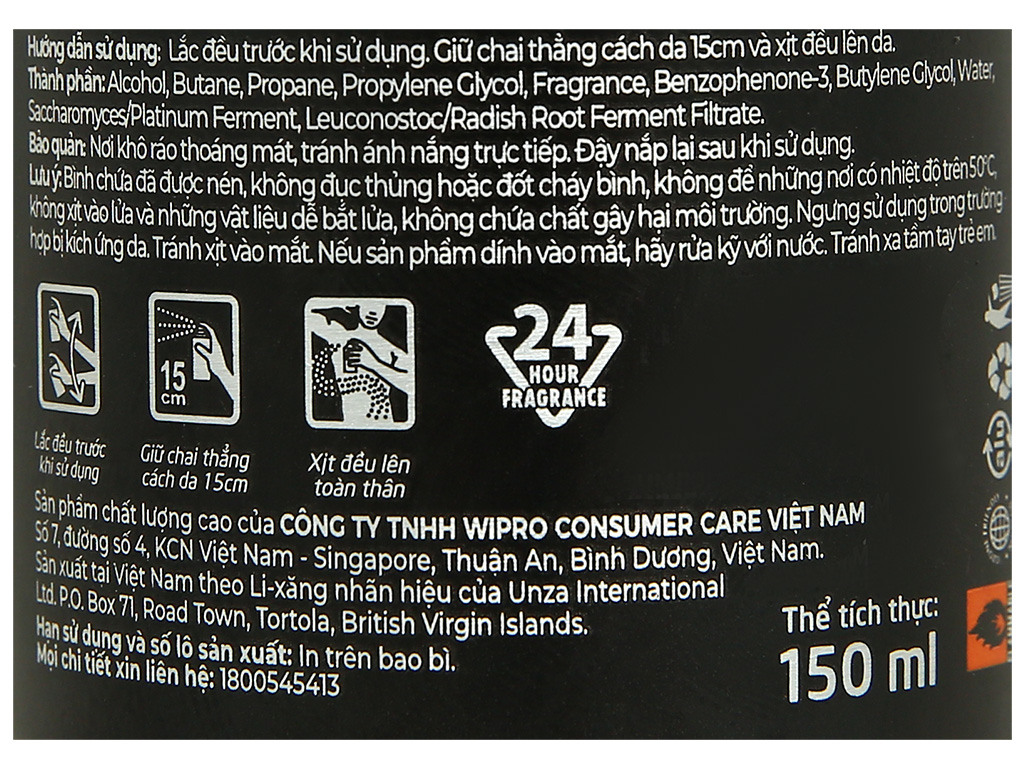 Hướng dẫn sử dụng: Lắc đều trước khi sử dụng. Giữ chai thẳng cách da 15cm và xịt đều lên da.
Thành phần: Alcohol, Butane, Propane, Propylene Glycol, Fragrance, Benzophenone-3, Butylene Glycol, Water,
Saccharomyces/Platinum Ferment, Leuconostoc/Radish Root Ferment Filtrate.
Bảo quản: Nơi khô ráo thoáng mát, tránh ánh nắng trực tiếp. Đậy nắp lại sau khi sử dụng.
Lưu ý: Bình chứa đã được nén, không đục thủng hoặc đốt cháy bình, không để những nơi có nhiệt độ trên 50°C,
không xịt vào lửa và những vật liệu dễ bắt lửa, không chứa chất gây hại môi trường. Ngưng sử dụng trong trường
hợp bị kích ứng da. Tránh xịt vào mắt. Nếu sản phẩm dính vào mắt, hãy rửa kỹ với nước. Tránh xa tầm tay trẻ em.
15
cm
24
HOUR
FRAGRANCE
Lắc đều trước
khi sử dụng
Giữ chai thẳng
cách da 15cm
Xịt đều lên
toàn thân
Sản phẩm chất lượng cao của CÔNG TY TNHH WIPRO CONSUMER CARE VIỆT NAM
Số 7, đường số 4, KCN Việt Nam - Singapore, Thuận An, Bình Dương, Việt Nam.
Sản xuất tại Việt Nam theo Li-xăng nhãn hiệu của Unza International
Ltd. P.O. Box 71, Road Town, Tortola, British Virgin Islands.
Hạn sử dụng và số lô sản xuất: In trên bao bì.
Mọi chi tiết xin liên hệ: 1800545413
Thể tích thực:
150 ml